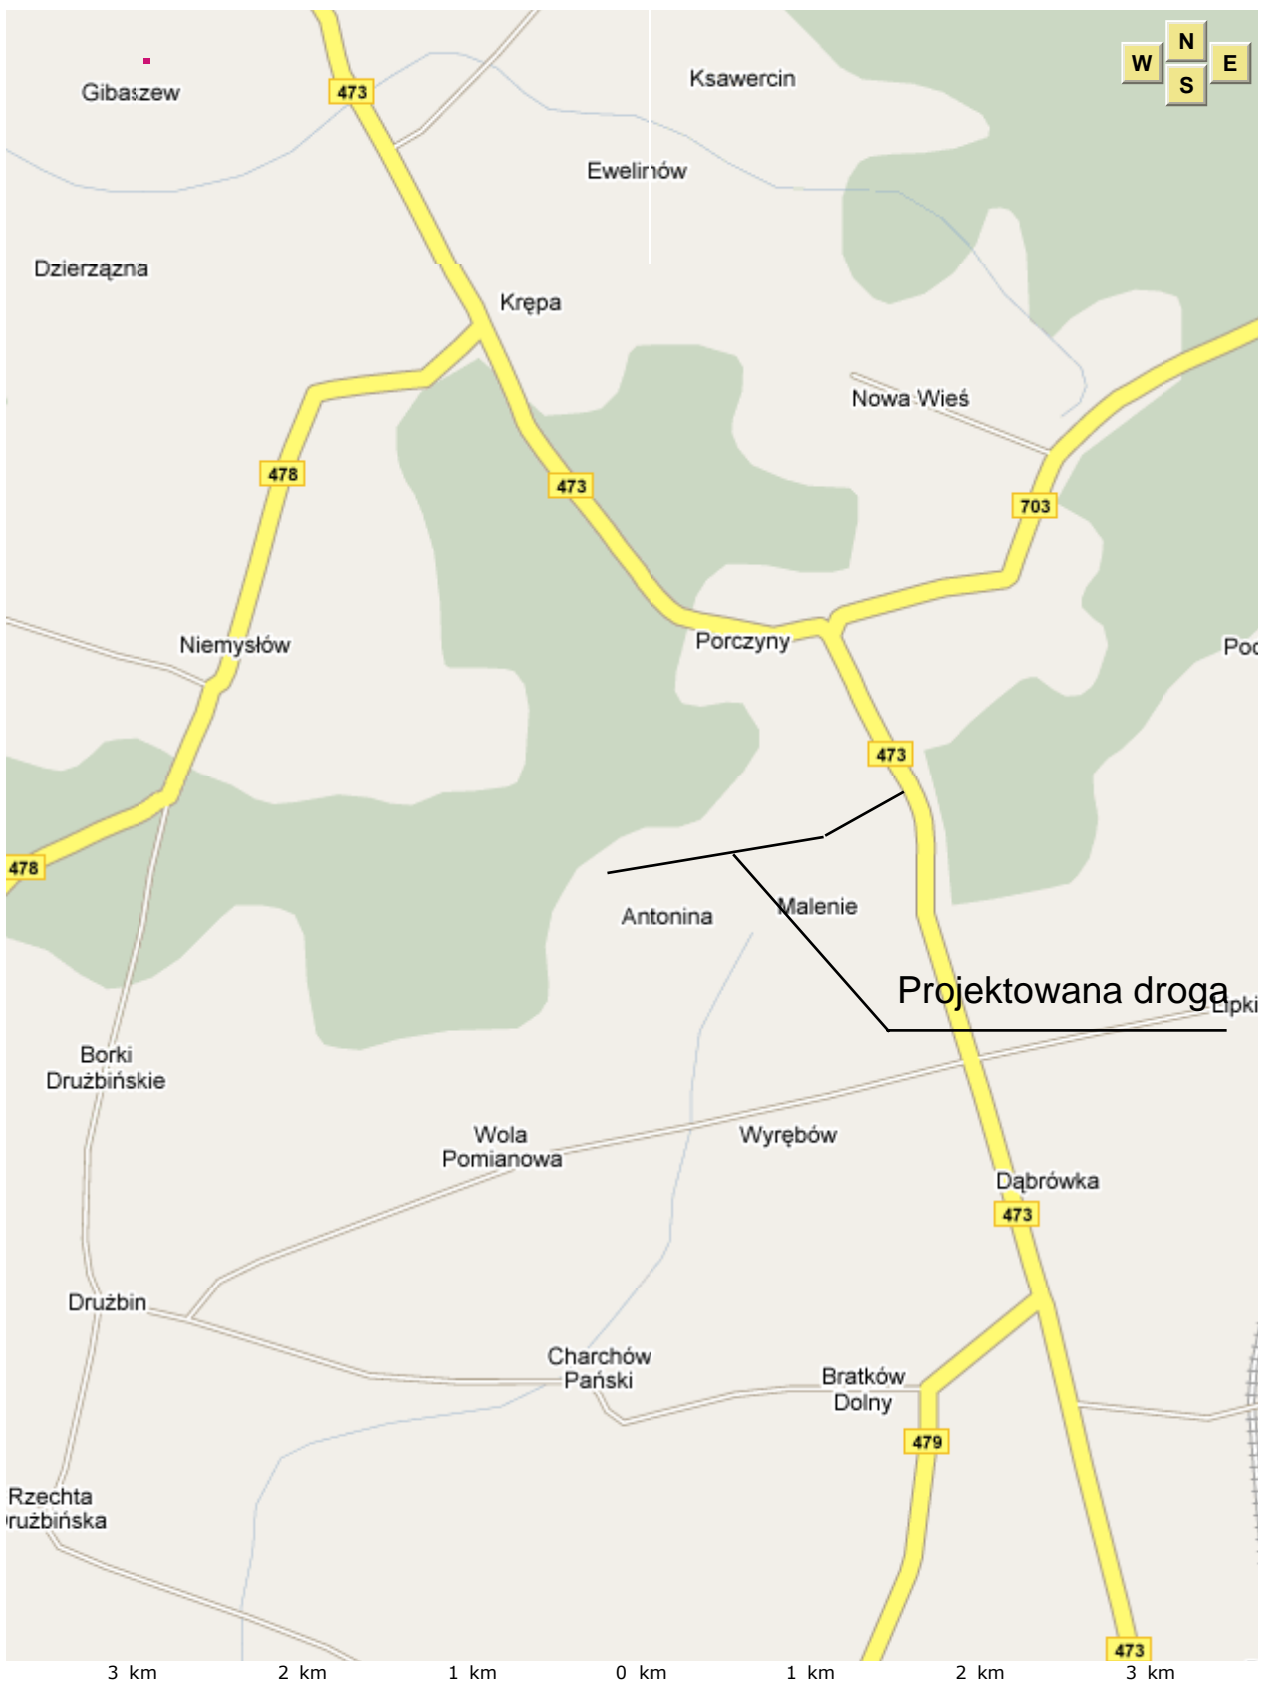 N
W
E
S
Ksawercin
473
Gibaszew
Ewelinów
Dzierzązna
Krępa
Nowa Wieś
478
473
703
Niemysłów
Porczyny
473
478
Malenie
Antonina
Projektowana droga
Lipki
Borki
Drużbińskie
Wola
Pomianowa
Wyrębów
Dąbrówka
473
Drużbin
Charchów
Pański
Bratków
Dolny
479
Rzechta
rużbińska
473
3 km 2 km 1 km 0 km 1 km 2 km 3 km